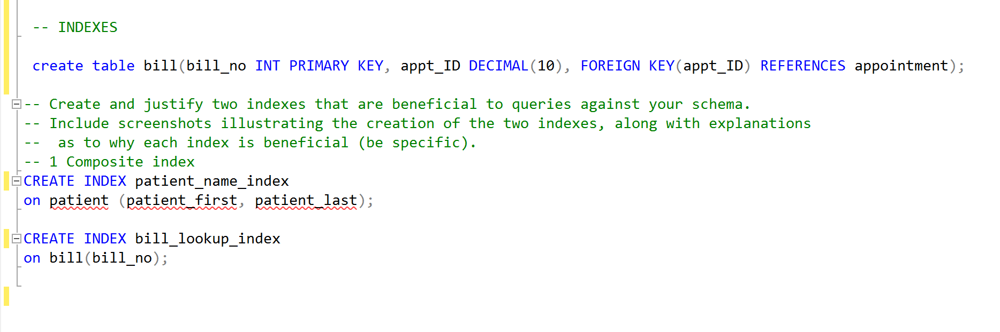 -- INDEXES
create table bill(bill_no INT PRIMARY KEY, appt_ID DECIMAL(10), FOREIGN KEY(appt_ID) REFERENCES appointment);
-- Create and justify two indexes that are beneficial to queries against your schema.
-- Include screenshots illustrating the creation of the two indexes, along with explanations
--  as to why each index is beneficial (be specific).
-- 1 Composite index
CREATE INDEX patient_name_index
on patient (patient_first, patient_last);
CREATE INDEX bill_lookup_index
on bill(bill_no);